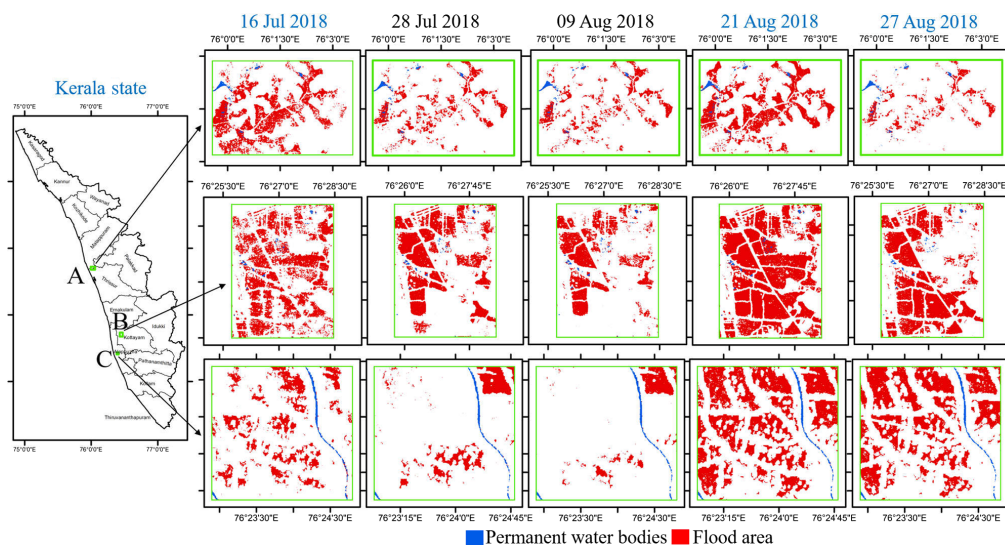 16 Jul 2018 28 Jul 2018 09 Aug 2018 21 Aug 2018 27 Aug 2018
76°0'0"E 76°1'30"E 76°3'0"E 76°0'0"E 76°1'30"E 76°3'0"E 76°0'0"E 76°1'30"E 76°3'0"E 76°0'0"E 76°1'30"E 76°3'0"E 76°0'0"E 76°1'30"E 76°3'0"E
Kerala state
75°0'0"E 76°0'0"E 77°0'0"E
Kannur
Wayanad
Kozhikode
Malappuram
Palakkad
A
Thrissur
76°25'30"E 76°27'0"E 76°28'30"E 76°26'0"E 76°27'45"E 76°25'30"E 76°27'0"E 76°28'30"E 76°26'0"E 76°27'45"E 76°25'30"E 76°27'0"E 76°28'30"E
Ernakulam
B
Idukki
Kottayam
C
Pathanamthitta
Kollam
Thiruvananthapuram
75°0'0"E 76°0'0"E 77°0'0"E
76°23'30"E 76°24'30"E 76°23'15"E 76°24'0"E 76°24'45"E 76°23'30"E 76°24'30"E 76°23'15"E 76°24'0"E 76°24'45"E 76°23'30"E 76°24'30"E
Permanent water bodies Flood area